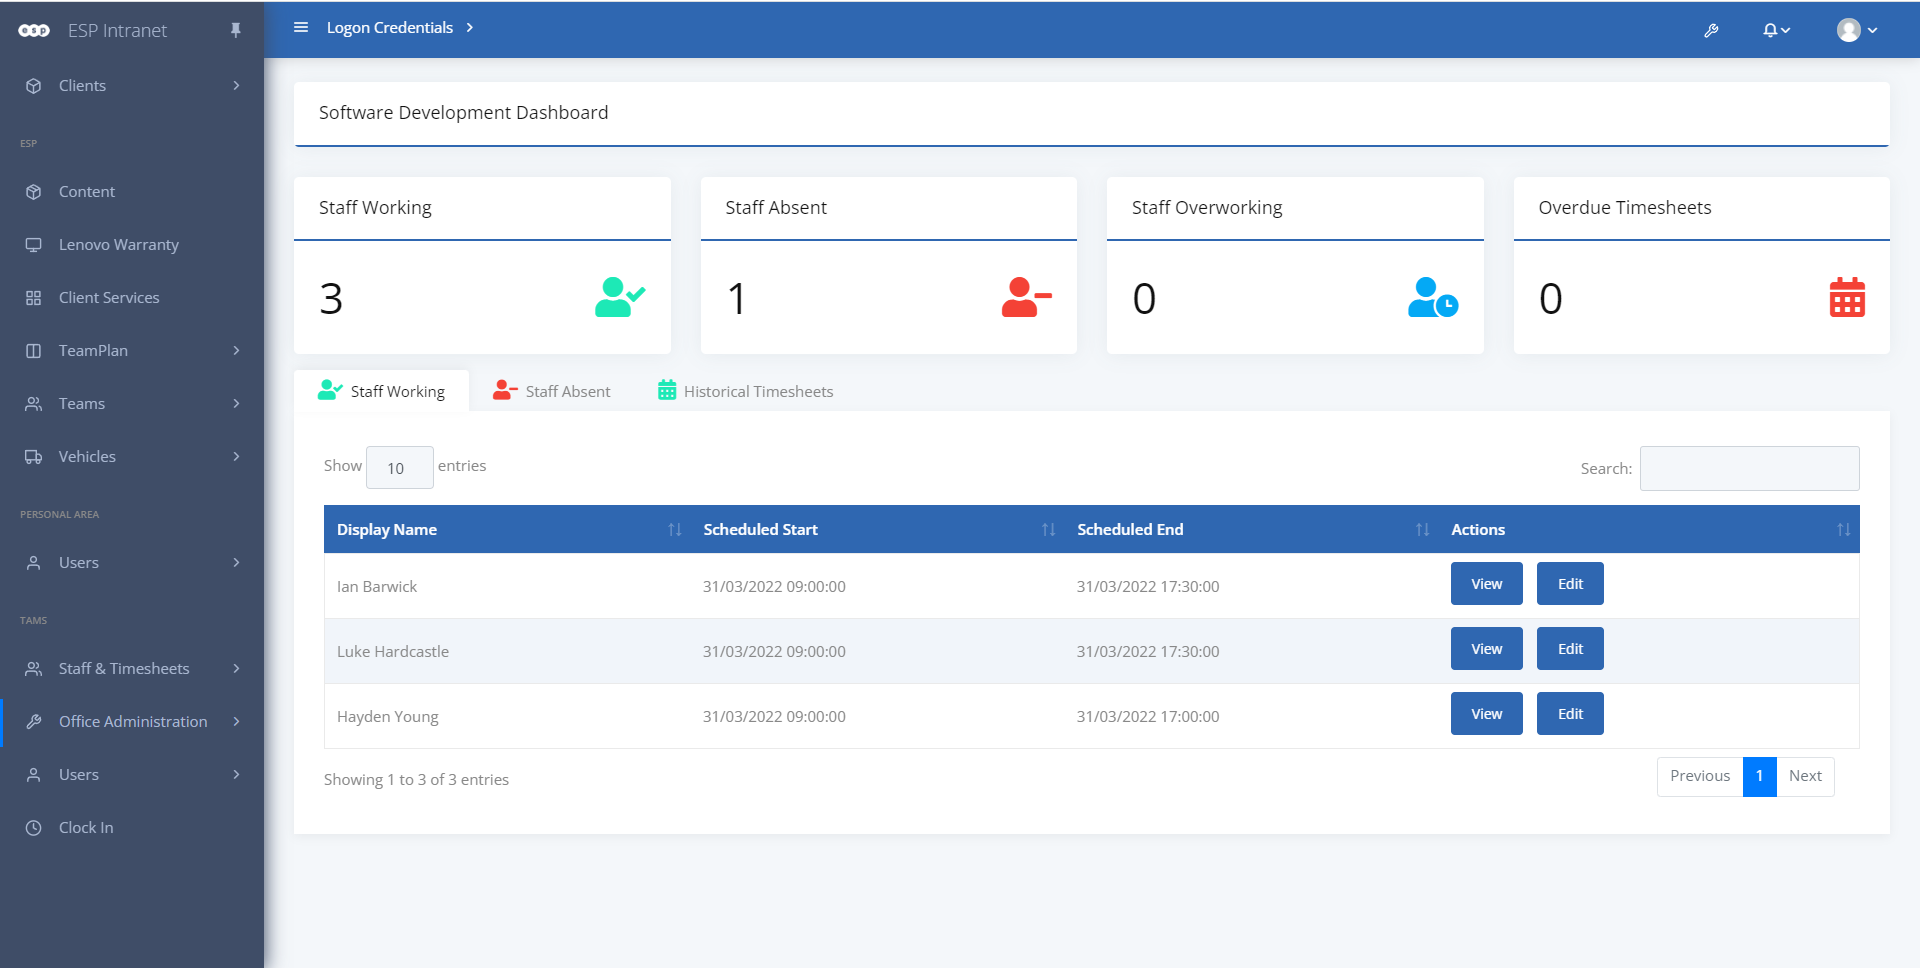 esp ESP Intranet
Logon Credentials
Clients
ESP
Content
Lenovo Warranty
Client Services
TeamPlan
Teams
Vehicles
PERSONAL AREA
Users
TAMS
Staff & Timesheets
Office Administration
Users
Clock In
Software Development Dashboard
Staff Working
3
Staff Absent
1
Staff Overworking
0
Overdue Timesheets
0
Staff Working Staff Absent Historical Timesheets
Show 10 entries Search:
Display Name Scheduled Start Scheduled End Actions
Ian Barwick 31/03/2022 09:00:00 31/03/2022 17:30:00 View Edit
Luke Hardcastle 31/03/2022 09:00:00 31/03/2022 17:30:00 View Edit
Hayden Young 31/03/2022 09:00:00 31/03/2022 17:00:00 View Edit
Showing 1 to 3 of 3 entries Previous 1 Next